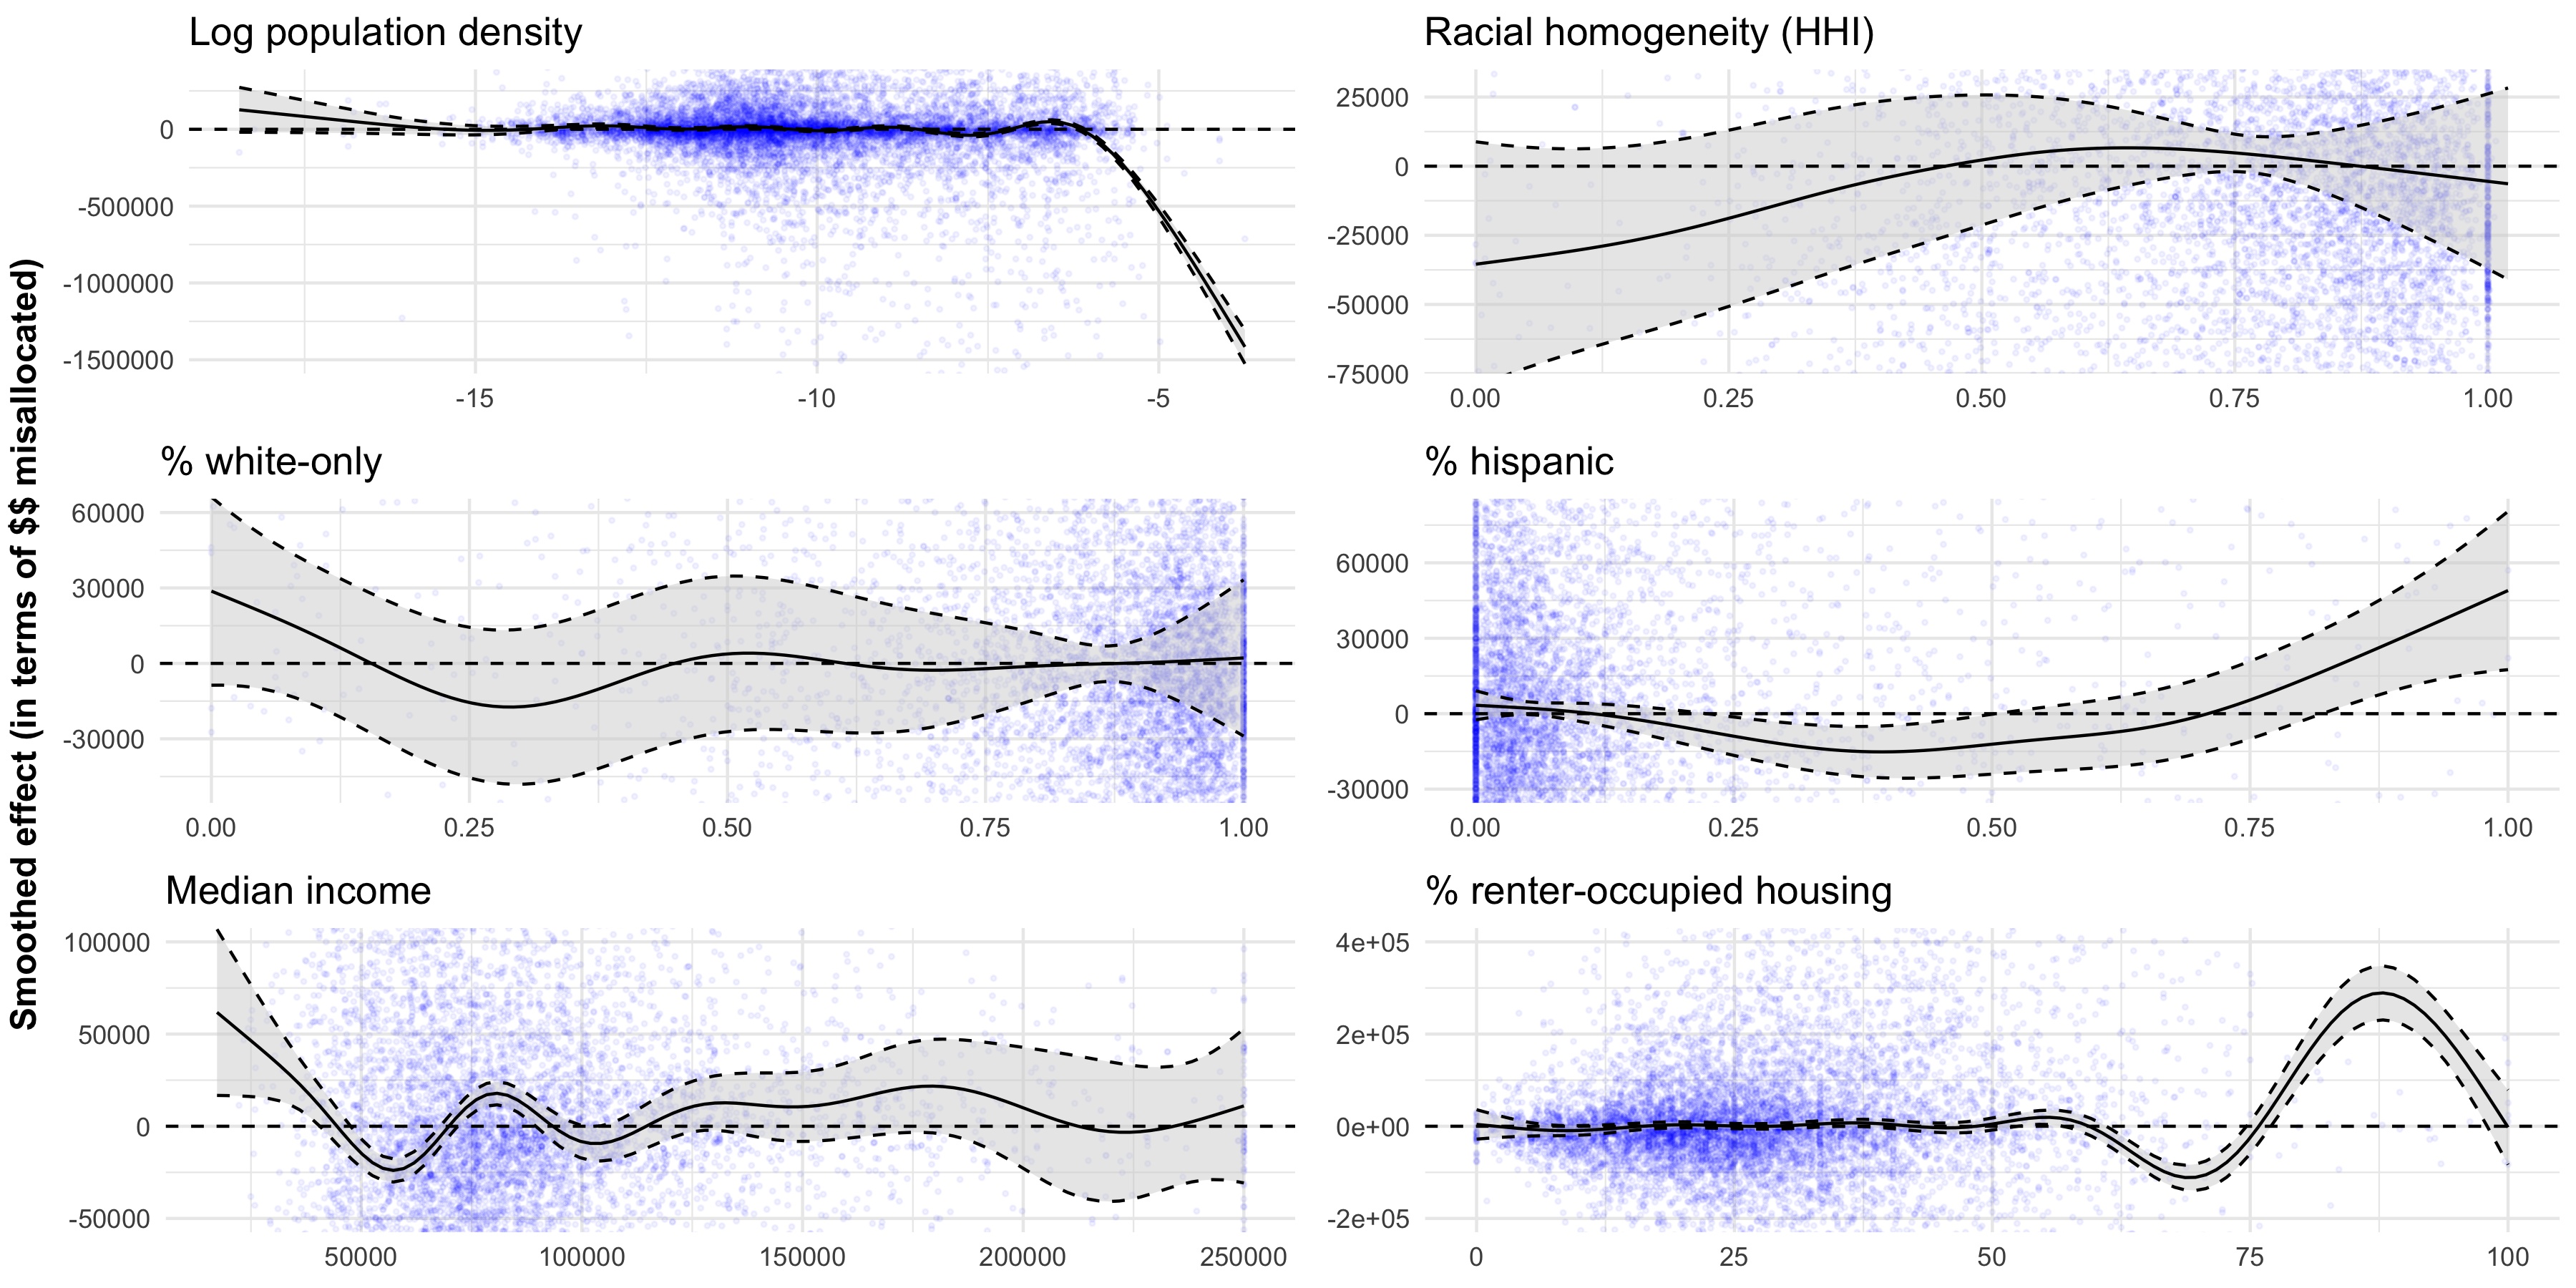 Smoothed effect (in terms of $$ misallocated)
Log population density
0
-500000
-1000000
-1500000
-15 -10 -5
Racial homogeneity (HHI)
25000
0
-25000
-50000
-75000
0.00 0.25 0.50 0.75 1.00
% white-only
60000
30000
0
-30000
0.00 0.25 0.50 0.75 1.00
% hispanic
60000
30000
0
-30000
0.00 0.25 0.50 0.75 1.00
Median income
100000
50000
0
-50000
50000 100000 150000 200000 250000
% renter-occupied housing
4e+05
2e+05
0e+00
-2e+05
0 25 50 75 100